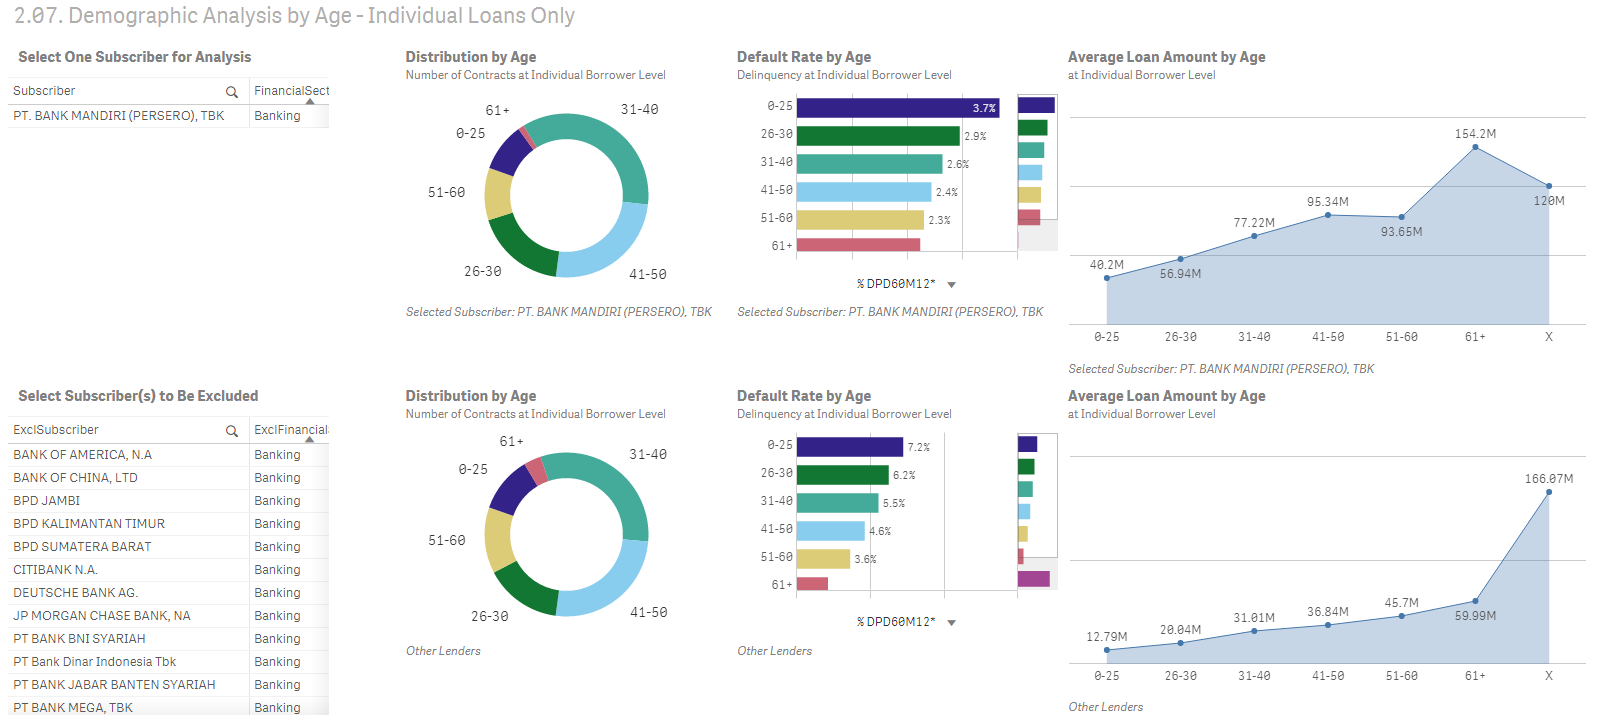 2.07. Demographic Analysis by Age - Individual Loans Only
Select One Subscriber for Analysis
Subscriber
FinancialSect
PT. BANK MANDIRI (PERSERO), TBK
Banking
Distribution by Age
Number of Contracts at Individual Borrower Level
61+
31-40
0-25
51-60
26-30
41-50
Selected Subscriber: PT. BANK MANDIRI (PERSERO), TBK
Default Rate by Age
Delinquency at Individual Borrower Level
0-25
3.7%
26-30
2.9%
31-40
2.6%
41-50
2.4%
51-60
2.3%
61+
% DPD60M12*
Selected Subscriber: PT. BANK MANDIRI (PERSERO), TBK
Average Loan Amount by Age
at Individual Borrower Level
154.2M
120M
95.34M
93.65M
77.22M
56.94M
40.2M
0-25
26-30
31-40
41-50
51-60
61+
X
Selected Subscriber: PT. BANK MANDIRI (PERSERO), TBK
Select Subscriber(s) to Be Excluded
ExclSubscriber
ExclFinancial
BANK OF AMERICA, N.A
Banking
BANK OF CHINA, LTD
Banking
BPD JAMBI
Banking
BPD KALIMANTAN TIMUR
Banking
BPD SUMATERA BARAT
Banking
CITIBANK N.A.
Banking
DEUTSCHE BANK AG.
Banking
JP MORGAN CHASE BANK, NA
Banking
PT BANK BNI SYARIAH
Banking
PT Bank Dinar Indonesia Tbk
Banking
PT BANK JABAR BANTEN SYARIAH
Banking
PT BANK MEGA, TBK
Banking
Distribution by Age
Number of Contracts at Individual Borrower Level
61+
31-40
0-25
51-60
26-30
41-50
Other Lenders
Default Rate by Age
Delinquency at Individual Borrower Level
0-25
7.2%
26-30
6.2%
31-40
5.5%
41-50
4.6%
51-60
3.6%
61+
% DPD60M12*
Other Lenders
Average Loan Amount by Age
at Individual Borrower Level
166.07M
59.99M
45.7M
36.84M
31.01M
20.04M
12.79M
0-25
26-30
31-40
41-50
51-60
61+
X
Other Lenders